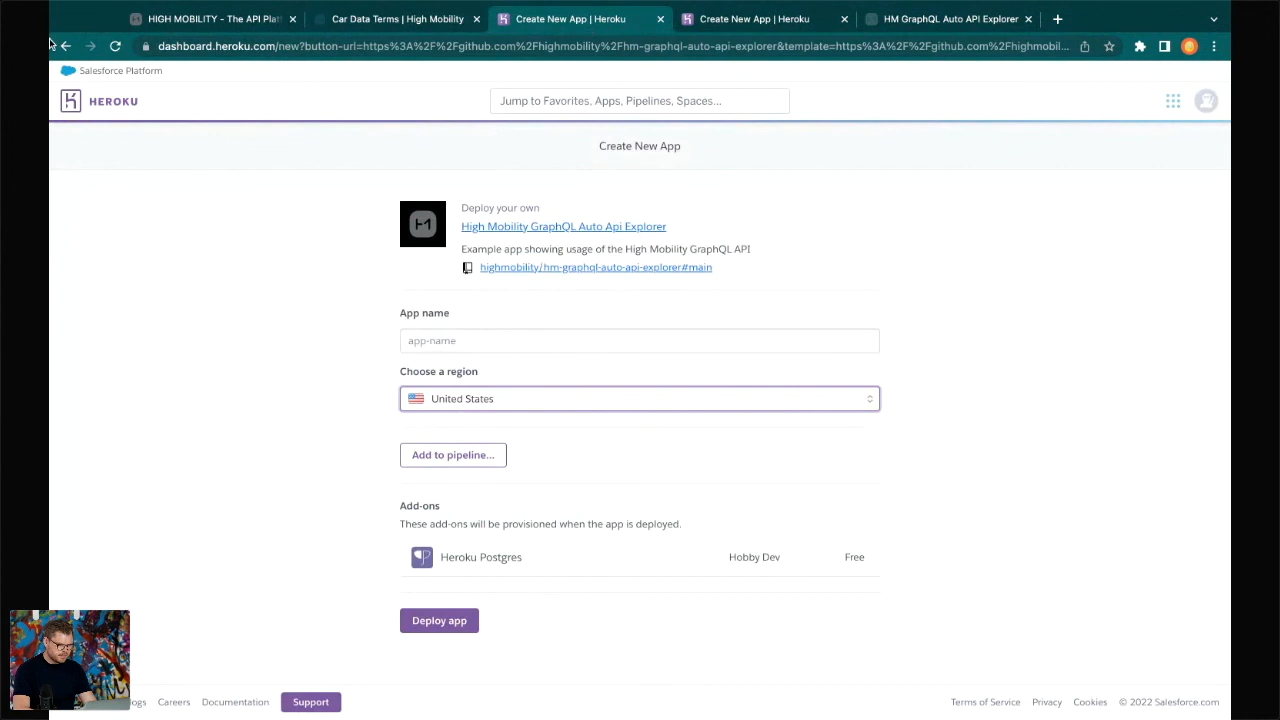 HIGH MOBILITY - The API Plat
Car Data Terms | High Mobility
Create New App | Heroku
Create New App | Heroku
HM GraphQL Auto API Explorer
dashboard.heroku.com/new?button-url=https%3A%2F%2Fgithub.com%2Fhighmobility%2Fhm-graphql-auto-api-explorer&template=https%3A%2F%2Fgithub.com%2Fhighmobil...
Salesforce Platform
HEROKU
Jump to Favorites, Apps, Pipelines, Spaces...
Create New App
Deploy your own
High Mobility GraphQL Auto Api Explorer
Example app showing usage of the High Mobility GraphQL API
highmobility/hm-graphql-auto-api-explorer#main
App name
app-name
Choose a region
United States
Add to pipeline...
Add-ons
These add-ons will be provisioned when the app is deployed.
Heroku Postgres Hobby Dev Free
Deploy app
ogs Careers Documentation Support Terms of Service Privacy Cookies © 2022 Salesforce.com